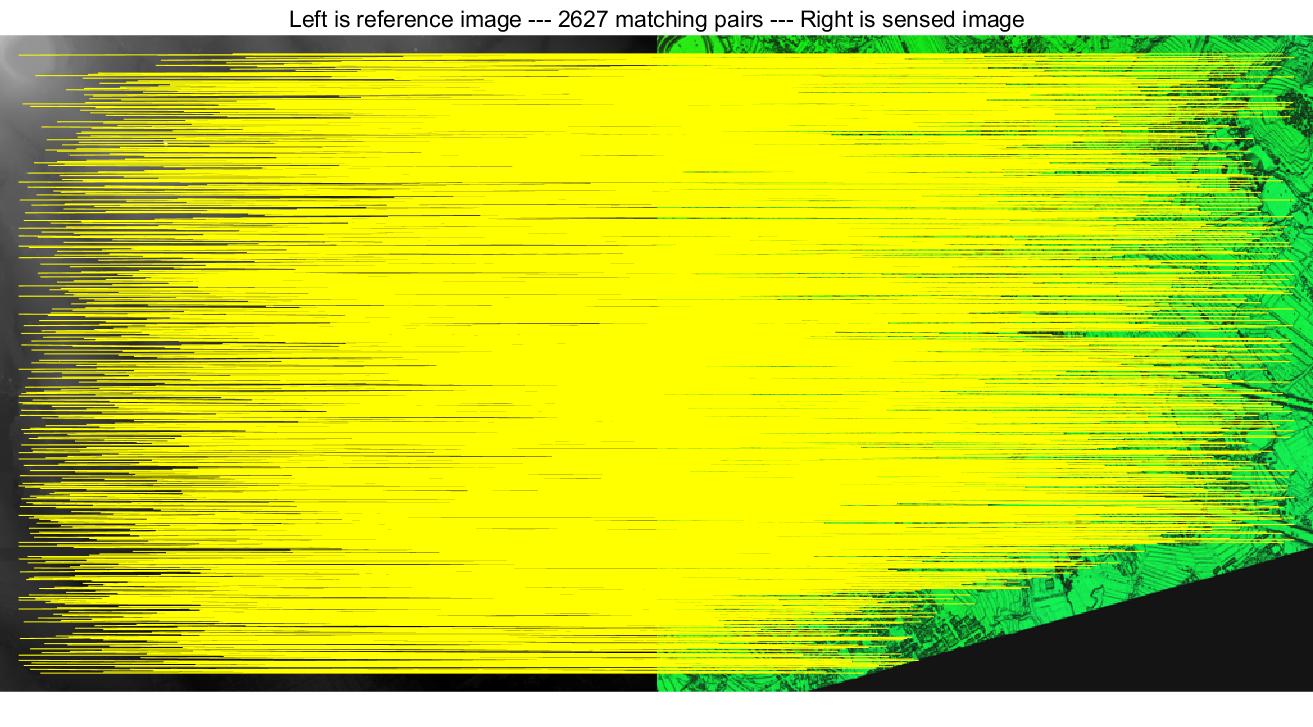 Left is reference image --- 2627 matching pairs --- Right is sensed image